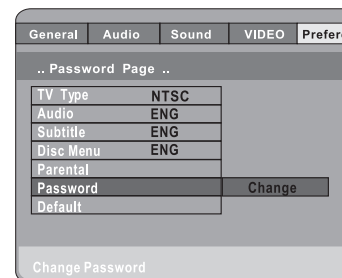 General Audio Sound VIDEO Prefer
.. Password Page ..
TV Type NTSC
Audio ENG
Subtitle ENG
Disc Menu ENG
Parental
Password Change
Default
Change Password